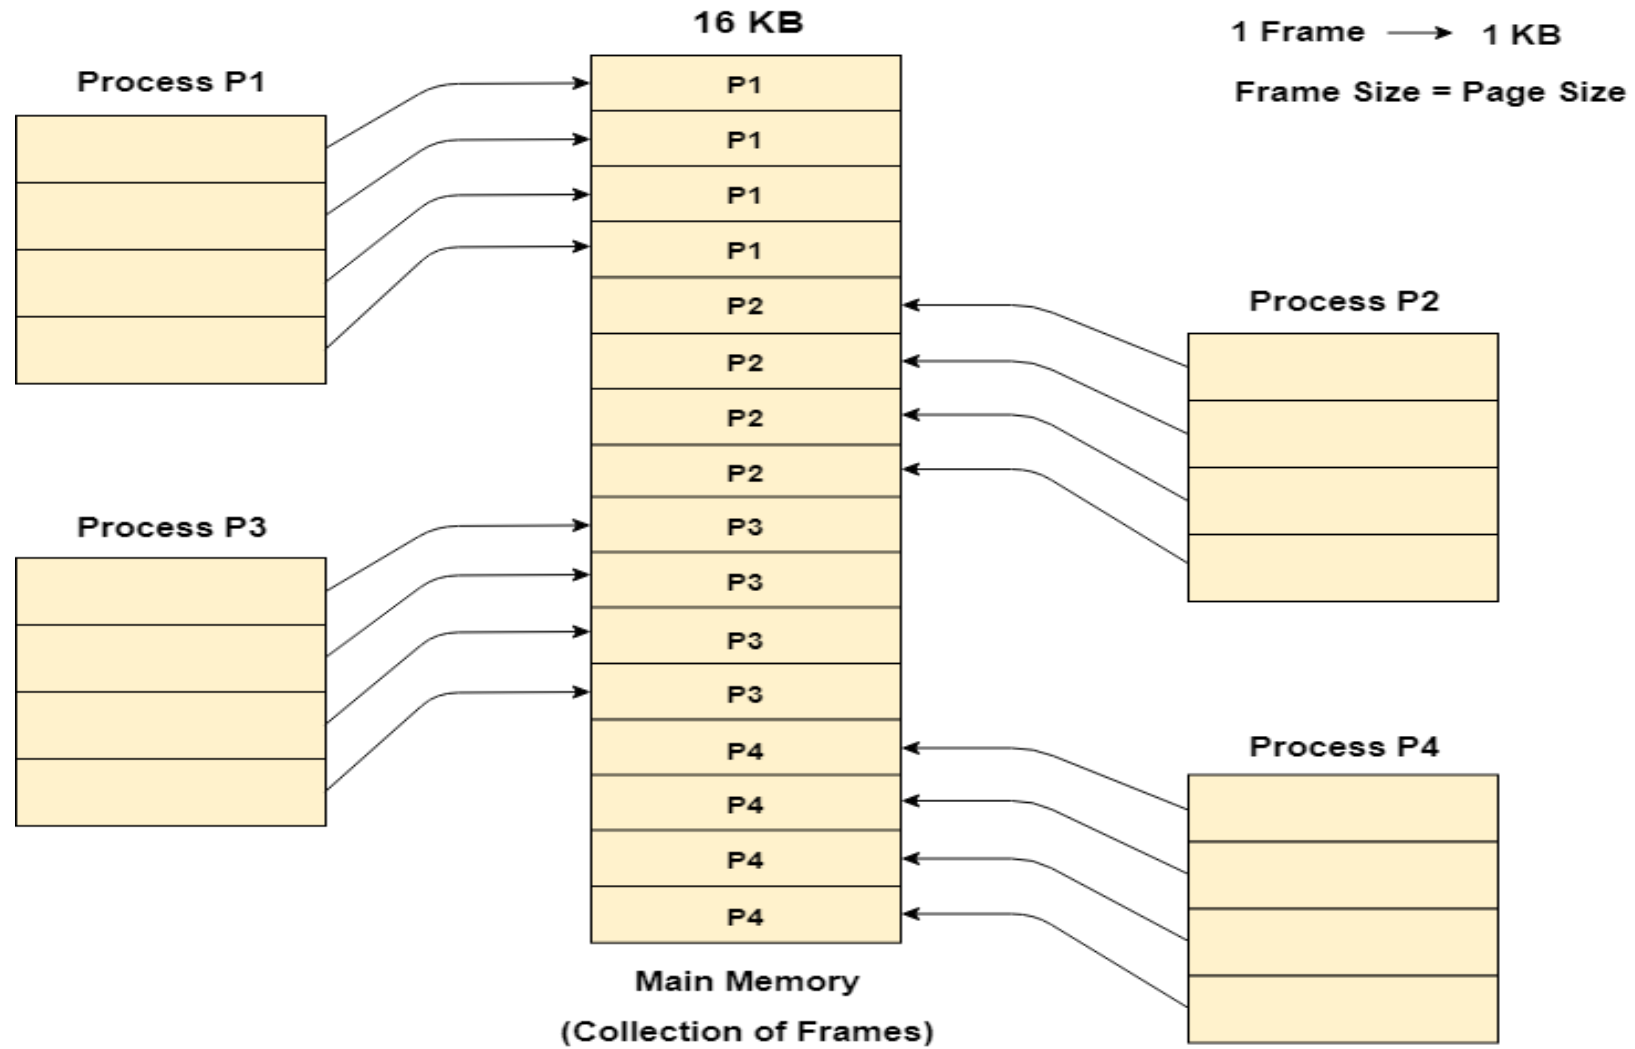 16 KB
1 Frame → 1 KB
Frame Size = Page Size
Process P1
P1
P1
P1
P1
Process P2
P2
P2
P2
P2
Process P3
P3
P3
P3
P3
Process P4
P4
P4
P4
P4
Main Memory
(Collection of Frames)